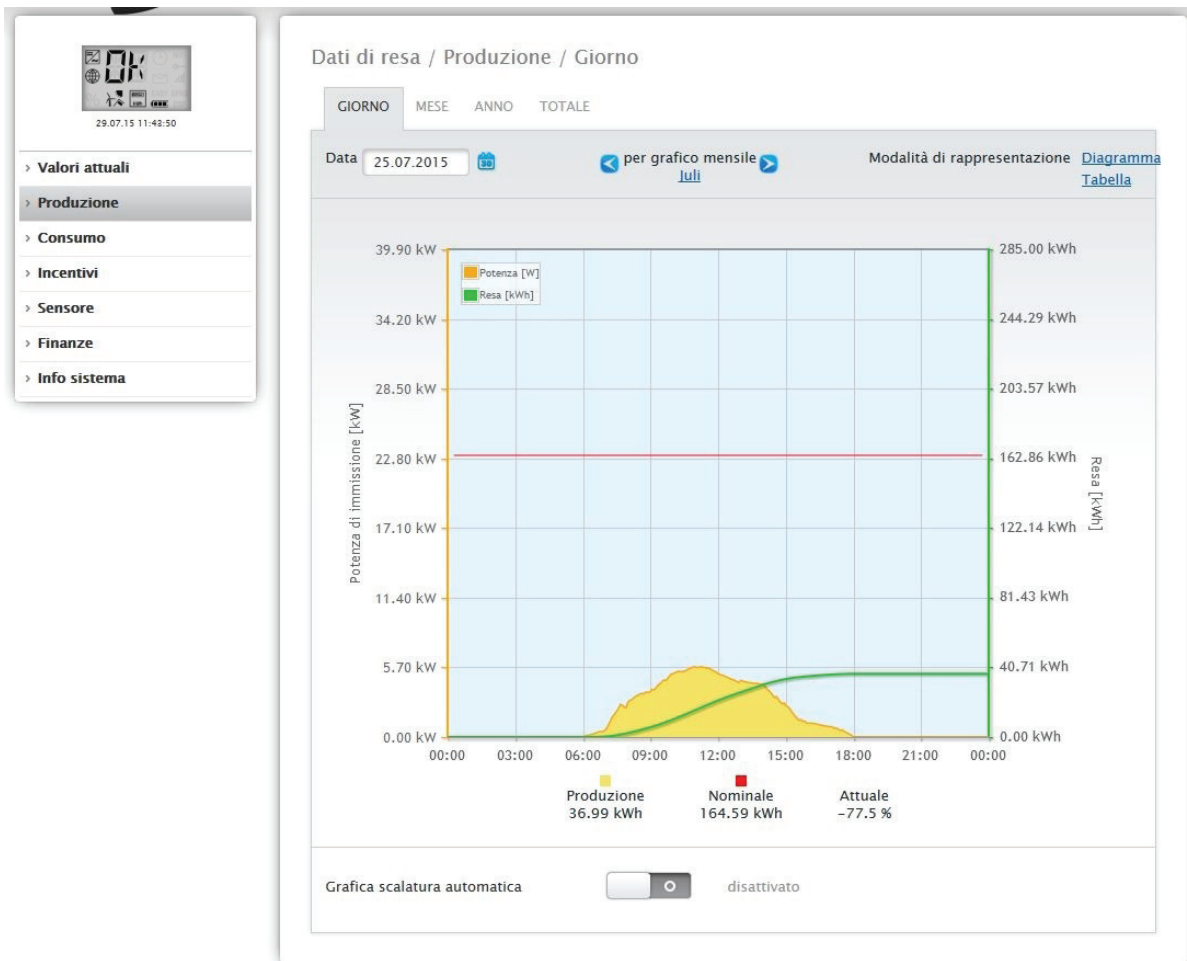 OK
29.07.15 11:43:50
Valori attuali
Produzione
Consumo
Incentivi
Sensore
Finanze
Info sistema
Dati di resa / Produzione / Giorno
GIORNO MESE ANNO TOTALE
Data 25.07.2015 30 per grafico mensile Modalità di rappresentazione Diagramma
Juli Tabella
39.90 kW 285.00 kWh
Potenza [W]
Resa [kWh]
34.20 kW 244.29 kWh
28.50 kW 203.57 kWh
22.80 kW 162.86 kWh
17.10 kW 122.14 kWh
11.40 kW 81.43 kWh
5.70 kW 40.71 kWh
0.00 kW 0.00 kWh
Potenza di immissione [kW]
Resa [kWh]
00:00 03:00 06:00 09:00 12:00 15:00 18:00 21:00 00:00
Produzione Nominale Attuale
36.99 kWh 164.59 kWh -77.5 %
Grafica scalatura automatica disattivato